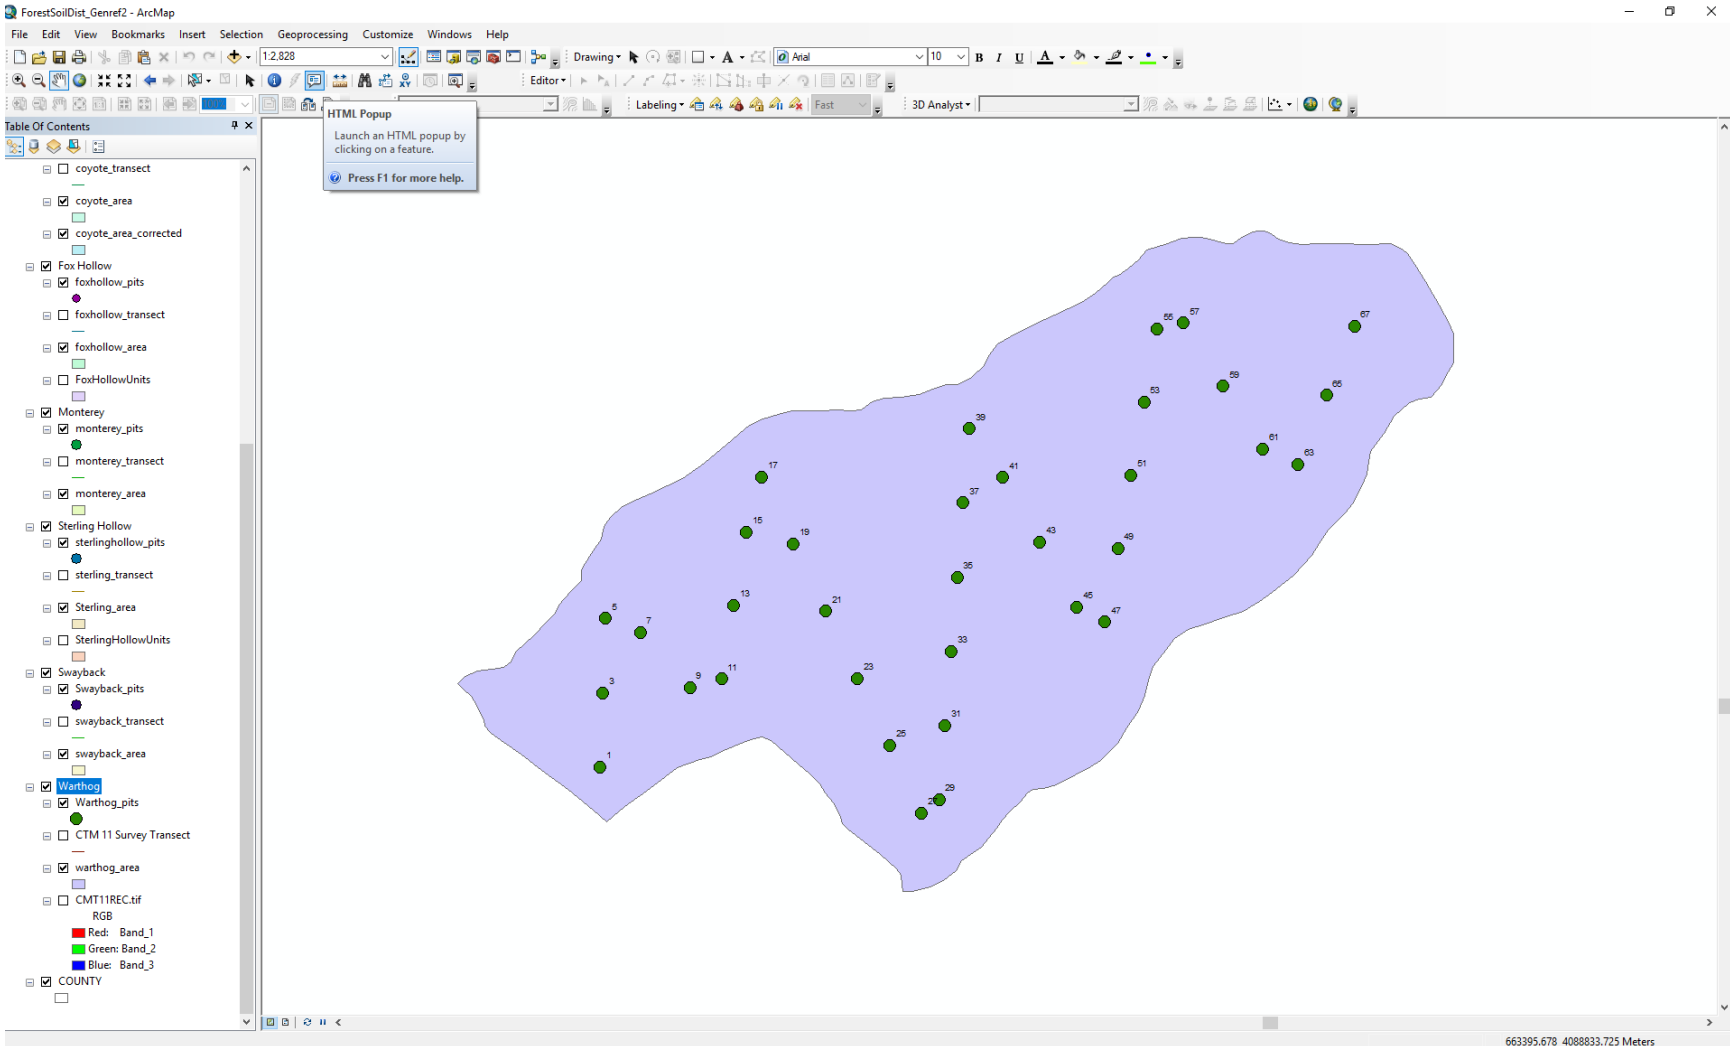 ForestSoilDist_Genref2 - ArcMap
File Edit View Bookmarks Insert Selection Geoprocessing Customize Windows Help
1:2,828
Drawing
A
Arial
10
B I U A
Editor
Labeling
Fast
3D Analyst
Table Of Contents
HTML Popup
Launch an HTML popup by
clicking on a feature.
Press F1 for more help.
coyote_transect
coyote_area
coyote_area_corrected
Fox Hollow
foxhollow_pits
foxhollow_transect
foxhollow_area
FoxHollowUnits
Monterey
monterey_pits
monterey_transect
monterey_area
Sterling Hollow
sterlinghollow_pits
sterling_transect
Sterling_area
SterlingHollowUnits
Swayback
Swayback_pits
swayback_transect
swayback_area
Warthog
Warthog_pits
CTM 11 Survey Transect
warthog_area
CMT11REC.tif
RGB
Red: Band_1
Green: Band_2
Blue: Band_3
COUNTY
55 57 67
59 65
53
39
61
63
17 41 51
37
15 19 43 49
35
5 13 21 45 47
7
33
3 9 11 23
31
25
1
29
27
663395.678 4088833.725 Meters